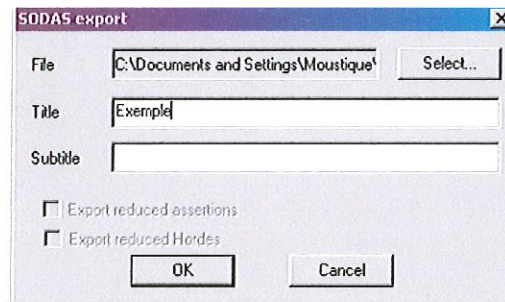 SODAS export
File C:\Documents and Settings\Moustique\ Select...
Title Exemple
Subtitle
Export reduced assertions
Export reduced Hordes
OK Cancel